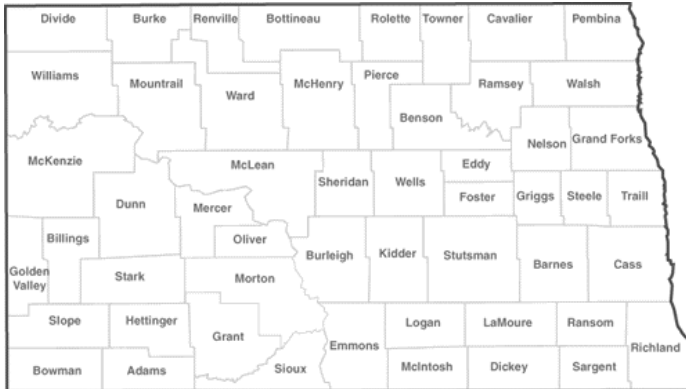 Divide
Burke
Renville
Bottineau
Rolette
Towner
Cavalier
Pembina
Williams
Mountrail
Ward
McHenry
Pierce
Benson
Ramsey
Walsh
Nelson
Grand Forks
McKenzie
Dunn
McLean
Mercer
Oliver
Sheridan
Wells
Eddy
Foster
Griggs
Steele
Traill
Billings
Golden
Valley
Stark
Morton
Burleigh
Kidder
Stutsman
Barnes
Cass
Slope
Hettinger
Grant
Emmons
Logan
LaMoure
Ransom
Richland
Bowman
Adams
Sioux
McIntosh
Dickey
Sargent